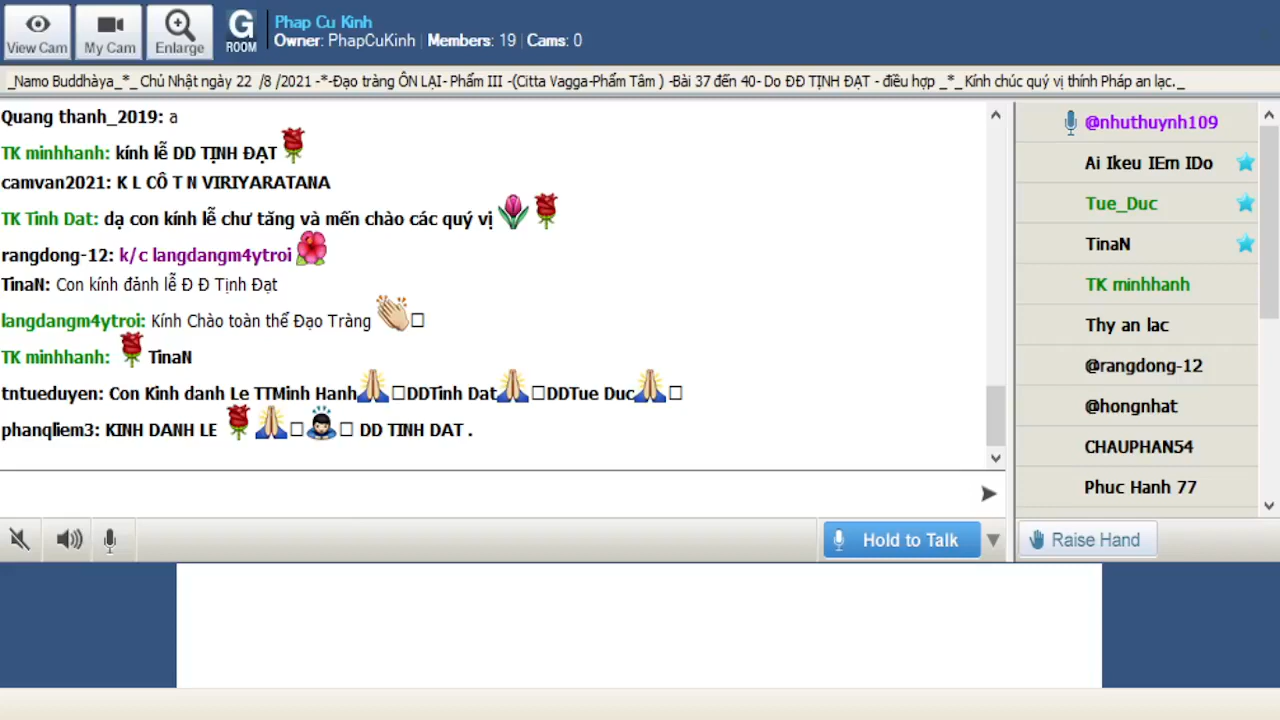 View Cam
My Cam
Enlarge
G
ROOM
Phap Cu Kinh
Owner: PhapCuKinh | Members: 19 | Cams: 0
_Namo Buddhàya_*_ Chủ Nhật ngày 22 /8 /2021 -*-Đạo tràng ÔN LẠI- Phẩm III -(Citta Vagga-Phẩm Tâm ) -Bài 37 đến 40- Do ĐĐ TỊNH ĐẠT - điều hợp _*_ Kính chúc quý vị thính Pháp an lạc._
Quang thanh_2019: a
TK minhhanh: kính lễ DD TỊNH ĐẠT
camvan2021: K L CÔ T N VIRIYARATANA
TK Tinh Dat: dạ con kính lễ chư tăng và mến chào các quý vị
rangdong-12: k/c langdangm4ytroi
TinaN: Con kính đảnh lễ Đ Đ Tịnh Đạt
langdangm4ytroi: Kính Chào toàn thể Đạo Tràng
TK minhhanh: TinaN
tntueduyen: Con Kinh danh Le TTMinh Hanh DDTinh Dat DDTue Duc
phanqliem3: KINH DANH LE DD TINH DAT .
@nhuthuynh109
Ai Ikeu IEm IDo
Tue_Duc
TinaN
TK minhhanh
Thy an lac
@rangdong-12
@hongnhat
CHAUPHAN54
Phuc Hanh 77
Hold to Talk
Raise Hand